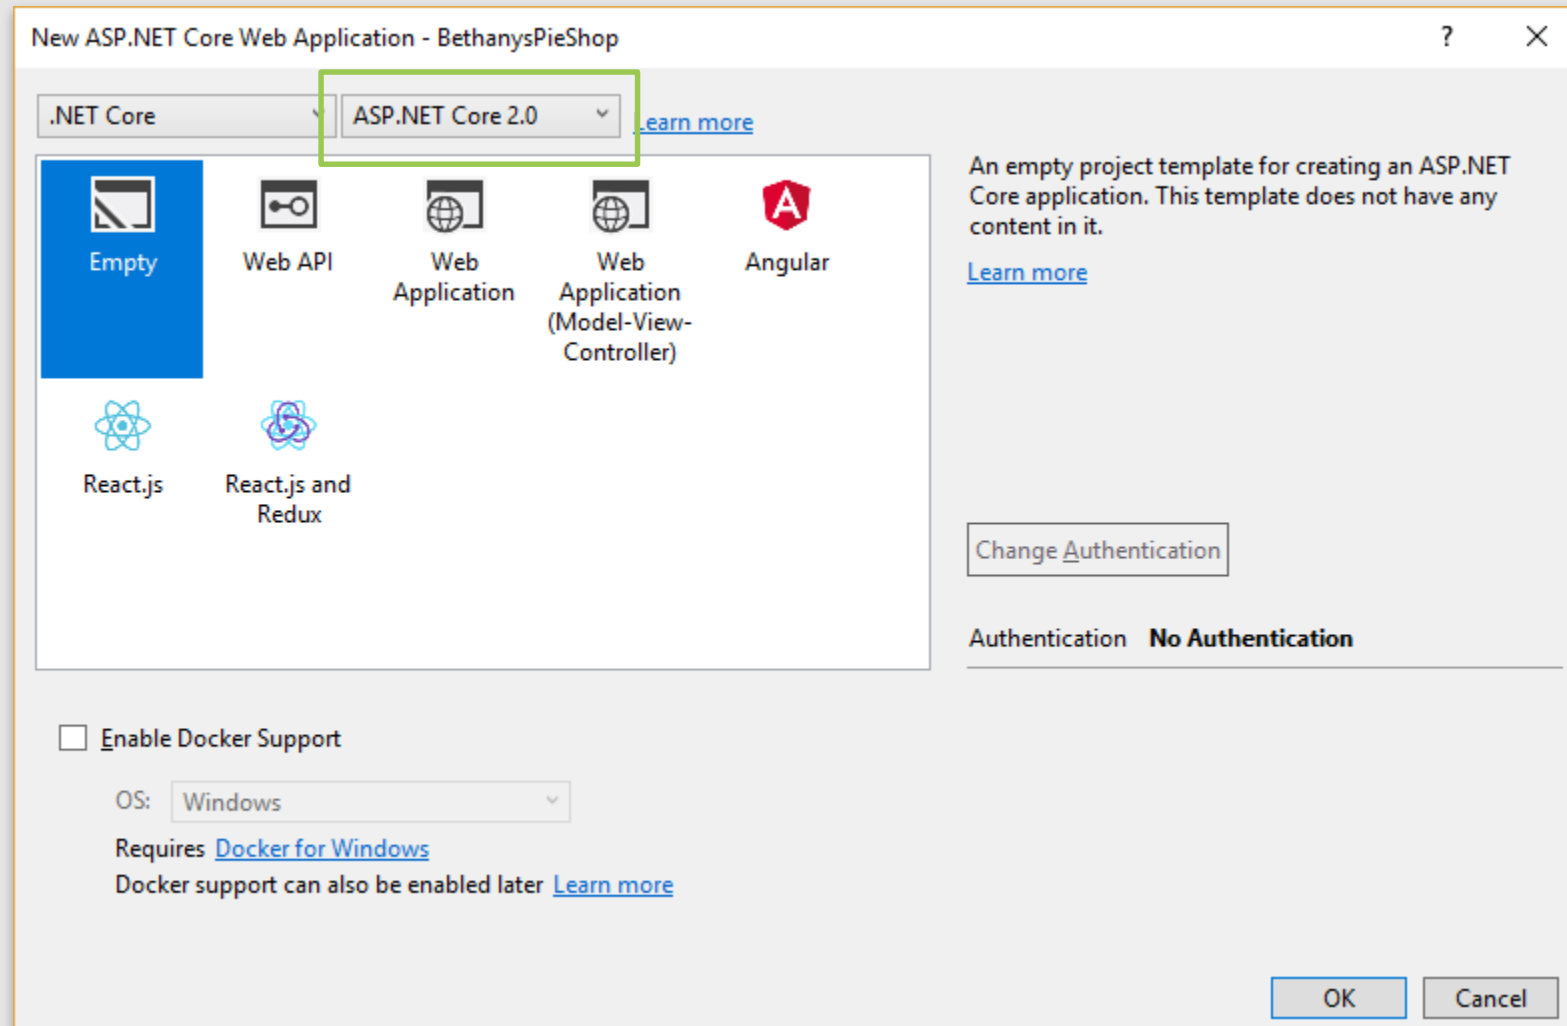 New ASP.NET Core Web Application - BethanysPieShop
?
.NET Core
ASP.NET Core 2.0
Learn more
An empty project template for creating an ASP.NET
Core application. This template does not have any
content in it.
Learn more
Empty
Web API
Web
Application
Web
Application
(Model-View-
Controller)
Angular
React.js
React.js and
Redux
Change Authentication
Authentication No Authentication
Enable Docker Support
OS: Windows
Requires Docker for Windows
Docker support can also be enabled later Learn more
OK
Cancel